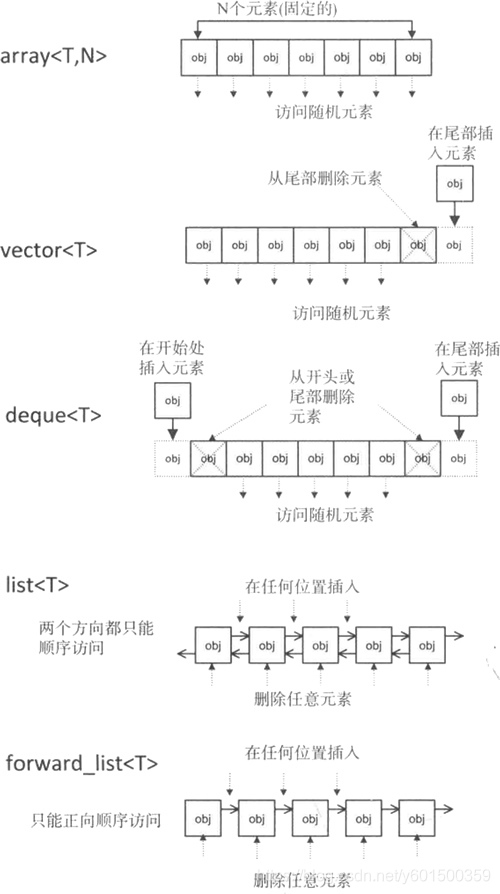 N个元素(固定的)
array<T,N>
obj obj obj obj obj obj obj
访问随机元素
在尾部插
入元素
从尾部删除元素
obj
vector<T>
obj obj obj obj obj obj obj obj
访问随机元素
在开始处
插入元素
在尾部插
入元素
从开头或
尾部删除
元素
obj
obj
deque<T>
obj obj obj obj obj obj obj obj obj
访问随机元素
list<T>
在任何位置插入
两个方向都只能
顺序访问
obj obj obj obj obj
删除任意元素
forward_list<T>
在任何位置插入
只能正向顺序访问
obj obj obj obj obj
删除任意元素
csdn.net/y601500359